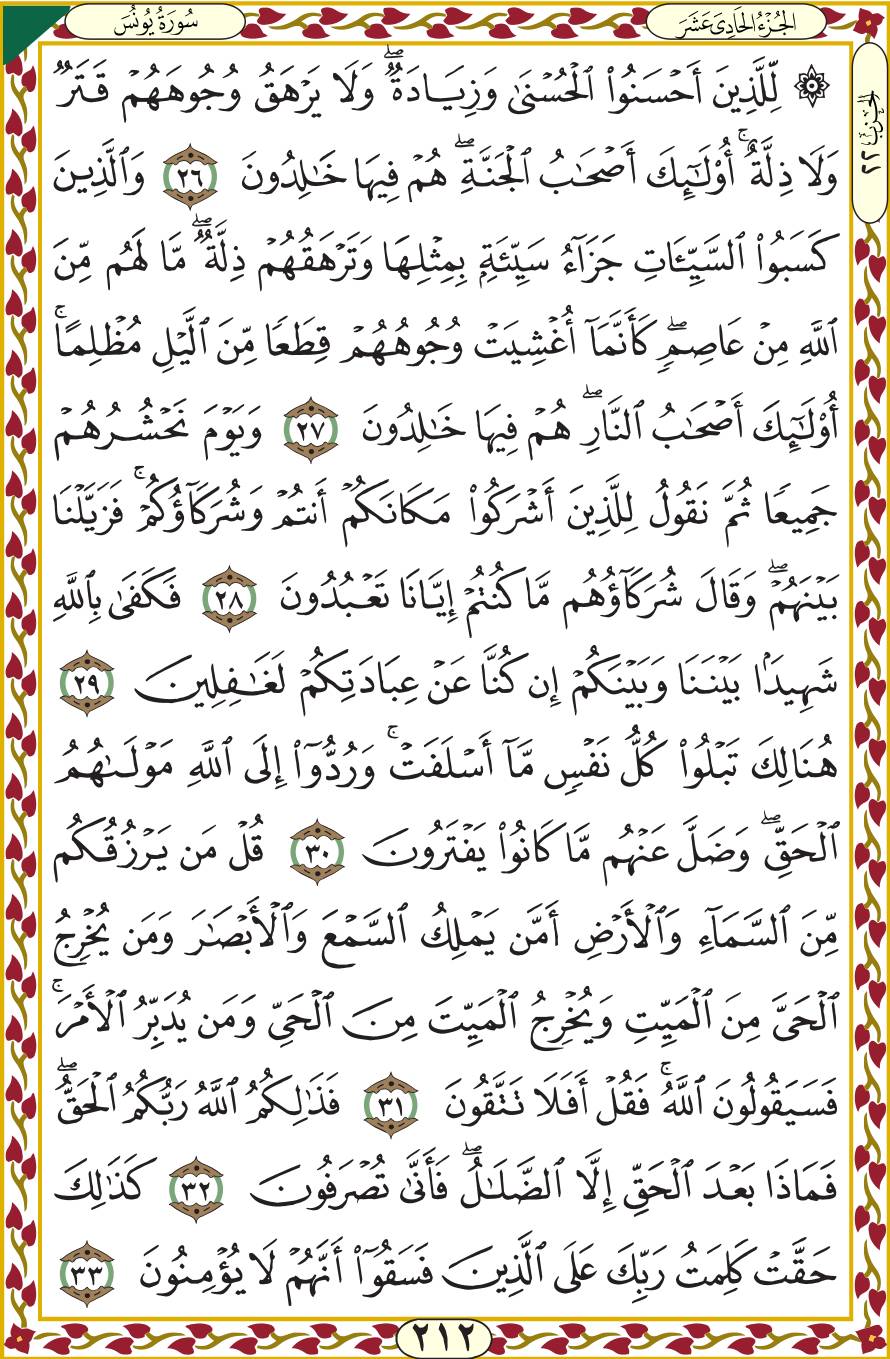 سُورَةُ يُونُسَ
الجُزْءُ الحَادِيَ عَشَرَ
الحِزْبُ ٢٢
۞ لِّلَّذِينَ أَحْسَنُوا۟ ٱلْحُسْنَىٰ وَزِيَادَةٌۖ وَلَا يَرْهَقُ وُجُوهَهُمْ قَتَرٌ
وَلَا ذِلَّةٌۚ أُو۟لَٰٓئِكَ أَصْحَٰبُ ٱلْجَنَّةِۖ هُمْ فِيهَا خَٰلِدُونَ ٢٦ وَٱلَّذِينَ
كَسَبُوا۟ ٱلسَّيِّـَٔاتِ جَزَآءُ سَيِّئَةٍۭ بِمِثْلِهَا وَتَرْهَقُهُمْ ذِلَّةٌۖ مَّا لَهُم مِّنَ
ٱللَّهِ مِنْ عَاصِمٍۖ كَأَنَّمَآ أُغْشِيَتْ وُجُوهُهُمْ قِطَعًا مِّنَ ٱلَّيْلِ مُظْلِمًاۚ
أُو۟لَٰٓئِكَ أَصْحَٰبُ ٱلنَّارِۖ هُمْ فِيهَا خَٰلِدُونَ ٢٧ وَيَوْمَ نَحْشُرُهُمْ
جَمِيعًا ثُمَّ نَقُولُ لِلَّذِينَ أَشْرَكُوا۟ مَكَانَكُمْ أَنتُمْ وَشُرَكَآؤُكُمْۚ فَزَيَّلْنَا
بَيْنَهُمْۖ وَقَالَ شُرَكَآؤُهُم مَّا كُنتُمْ إِيَّانَا تَعْبُدُونَ ٢٨ فَكَفَىٰ بِٱللَّهِ
شَهِيدًۢا بَيْنَنَا وَبَيْنَكُمْ إِن كُنَّا عَنْ عِبَادَتِكُمْ لَغَٰفِلِينَ ٢٩
هُنَالِكَ تَبْلُوا۟ كُلُّ نَفْسٍ مَّآ أَسْلَفَتْۚ وَرُدُّوٓا۟ إِلَى ٱللَّهِ مَوْلَىٰهُمُ
ٱلْحَقِّۖ وَضَلَّ عَنْهُم مَّا كَانُوا۟ يَفْتَرُونَ ٣٠ قُلْ مَن يَرْزُقُكُم
مِّنَ ٱلسَّمَآءِ وَٱلْأَرْضِ أَمَّن يَمْلِكُ ٱلسَّمْعَ وَٱلْأَبْصَٰرَ وَمَن يُخْرِجُ
ٱلْحَىَّ مِنَ ٱلْمَيِّتِ وَيُخْرِجُ ٱلْمَيِّتَ مِنَ ٱلْحَىِّ وَمَن يُدَبِّرُ ٱلْأَمْرَۚ
فَسَيَقُولُونَ ٱللَّهُۚ فَقُلْ أَفَلَا تَتَّقُونَ ٣١ فَذَٰلِكُمُ ٱللَّهُ رَبُّكُمُ ٱلْحَقُّۖ
فَمَاذَا بَعْدَ ٱلْحَقِّ إِلَّا ٱلضَّلَٰلُۖ فَأَنَّىٰ تُصْرَفُونَ ٣٢ كَذَٰلِكَ
حَقَّتْ كَلِمَتُ رَبِّكَ عَلَى ٱلَّذِينَ فَسَقُوٓا۟ أَنَّهُمْ لَا يُؤْمِنُونَ ٣٣
٢١٢